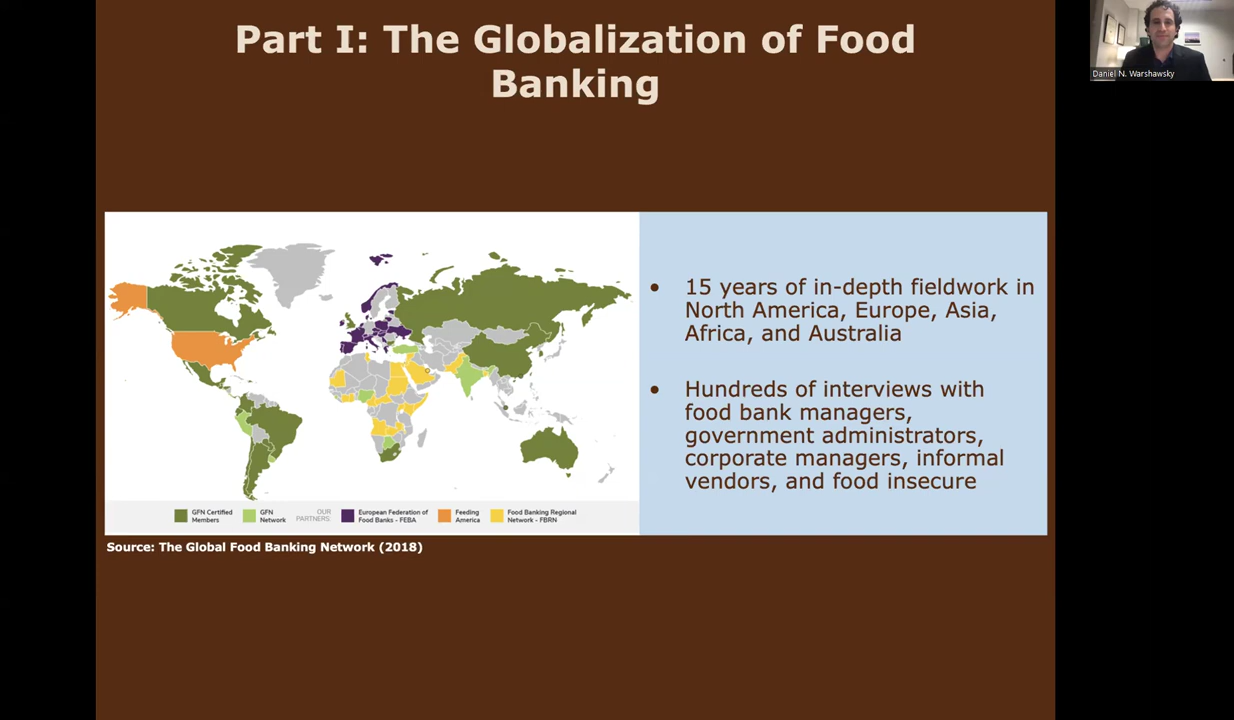 Part I: The Globalization of Food
Banking
Daniel N. Warshawsky
• 15 years of in-depth fieldwork in
North America, Europe, Asia,
Africa, and Australia
• Hundreds of interviews with
food bank managers,
government administrators,
corporate managers, informal
vendors, and food insecure
GFN Certified
Members
GFN
Network
OUR
PARTNERS:
European Federation of
Food Banks - FEBA
Feeding
America
Food Banking Regional
Network - FBRN
Source: The Global Food Banking Network (2018)